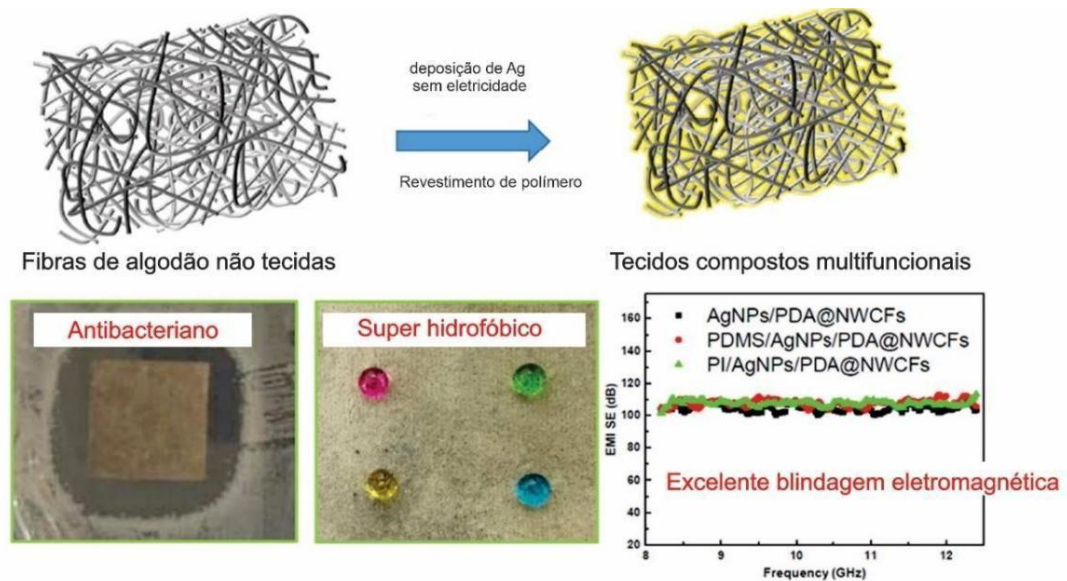 deposição de Ag
sem eletricidade
Revestimento de polímero
Fibras de algodão não tecidas
Tecidos compostos multifuncionais
Antibacteriano
Super hidrofóbico
AgNPs/PDA@NWCFs
PDMS/AgNPs/PDA@NWCFs
PI/AgNPs/PDA@NWCFs
Excelente blindagem eletromagnética
EMI SE (dB)
160
140
120
100
80
60
40
20
8
9
10
11
12
Frequency (GHz)